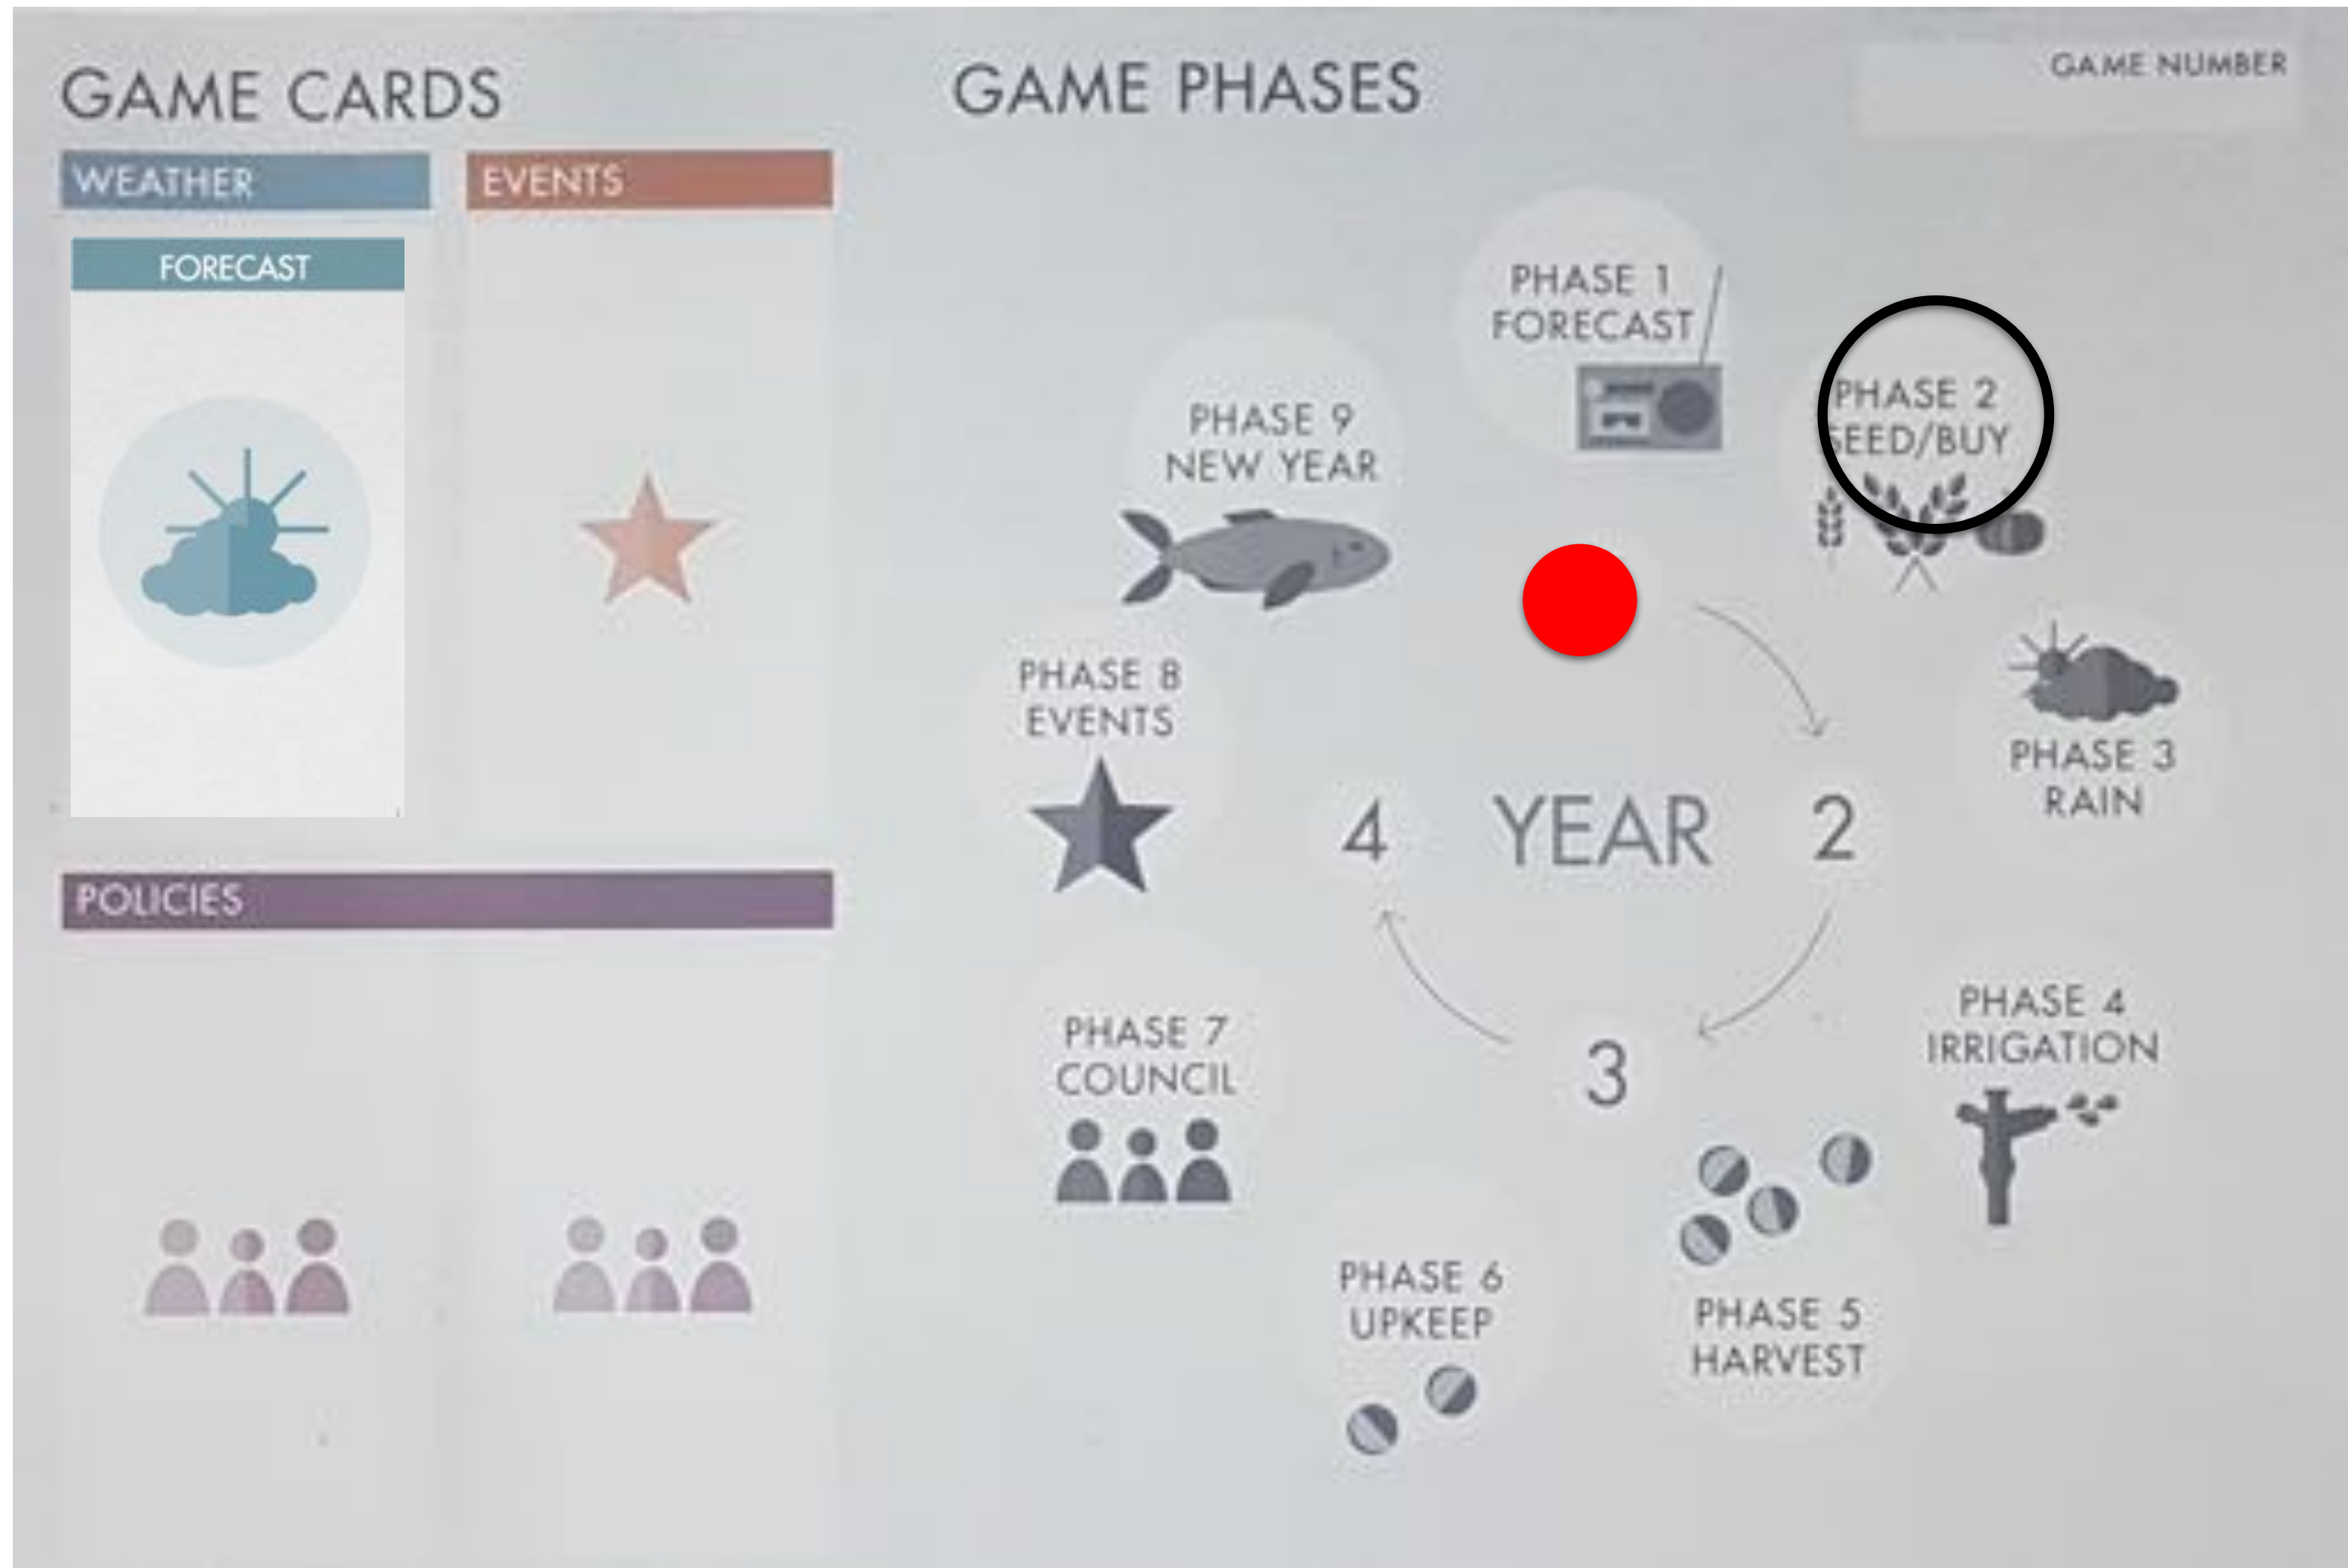 GAME CARDS
WEATHER
EVENTS
FORECAST
POLICIES
GAME PHASES
GAME NUMBER
PHASE 1
FORECAST
PHASE 2
SEED/BUY
PHASE 3
RAIN
PHASE 4
IRRIGATION
PHASE 5
HARVEST
PHASE 6
UPKEEP
PHASE 7
COUNCIL
PHASE 8
EVENTS
PHASE 9
NEW YEAR
4 YEAR 2
3